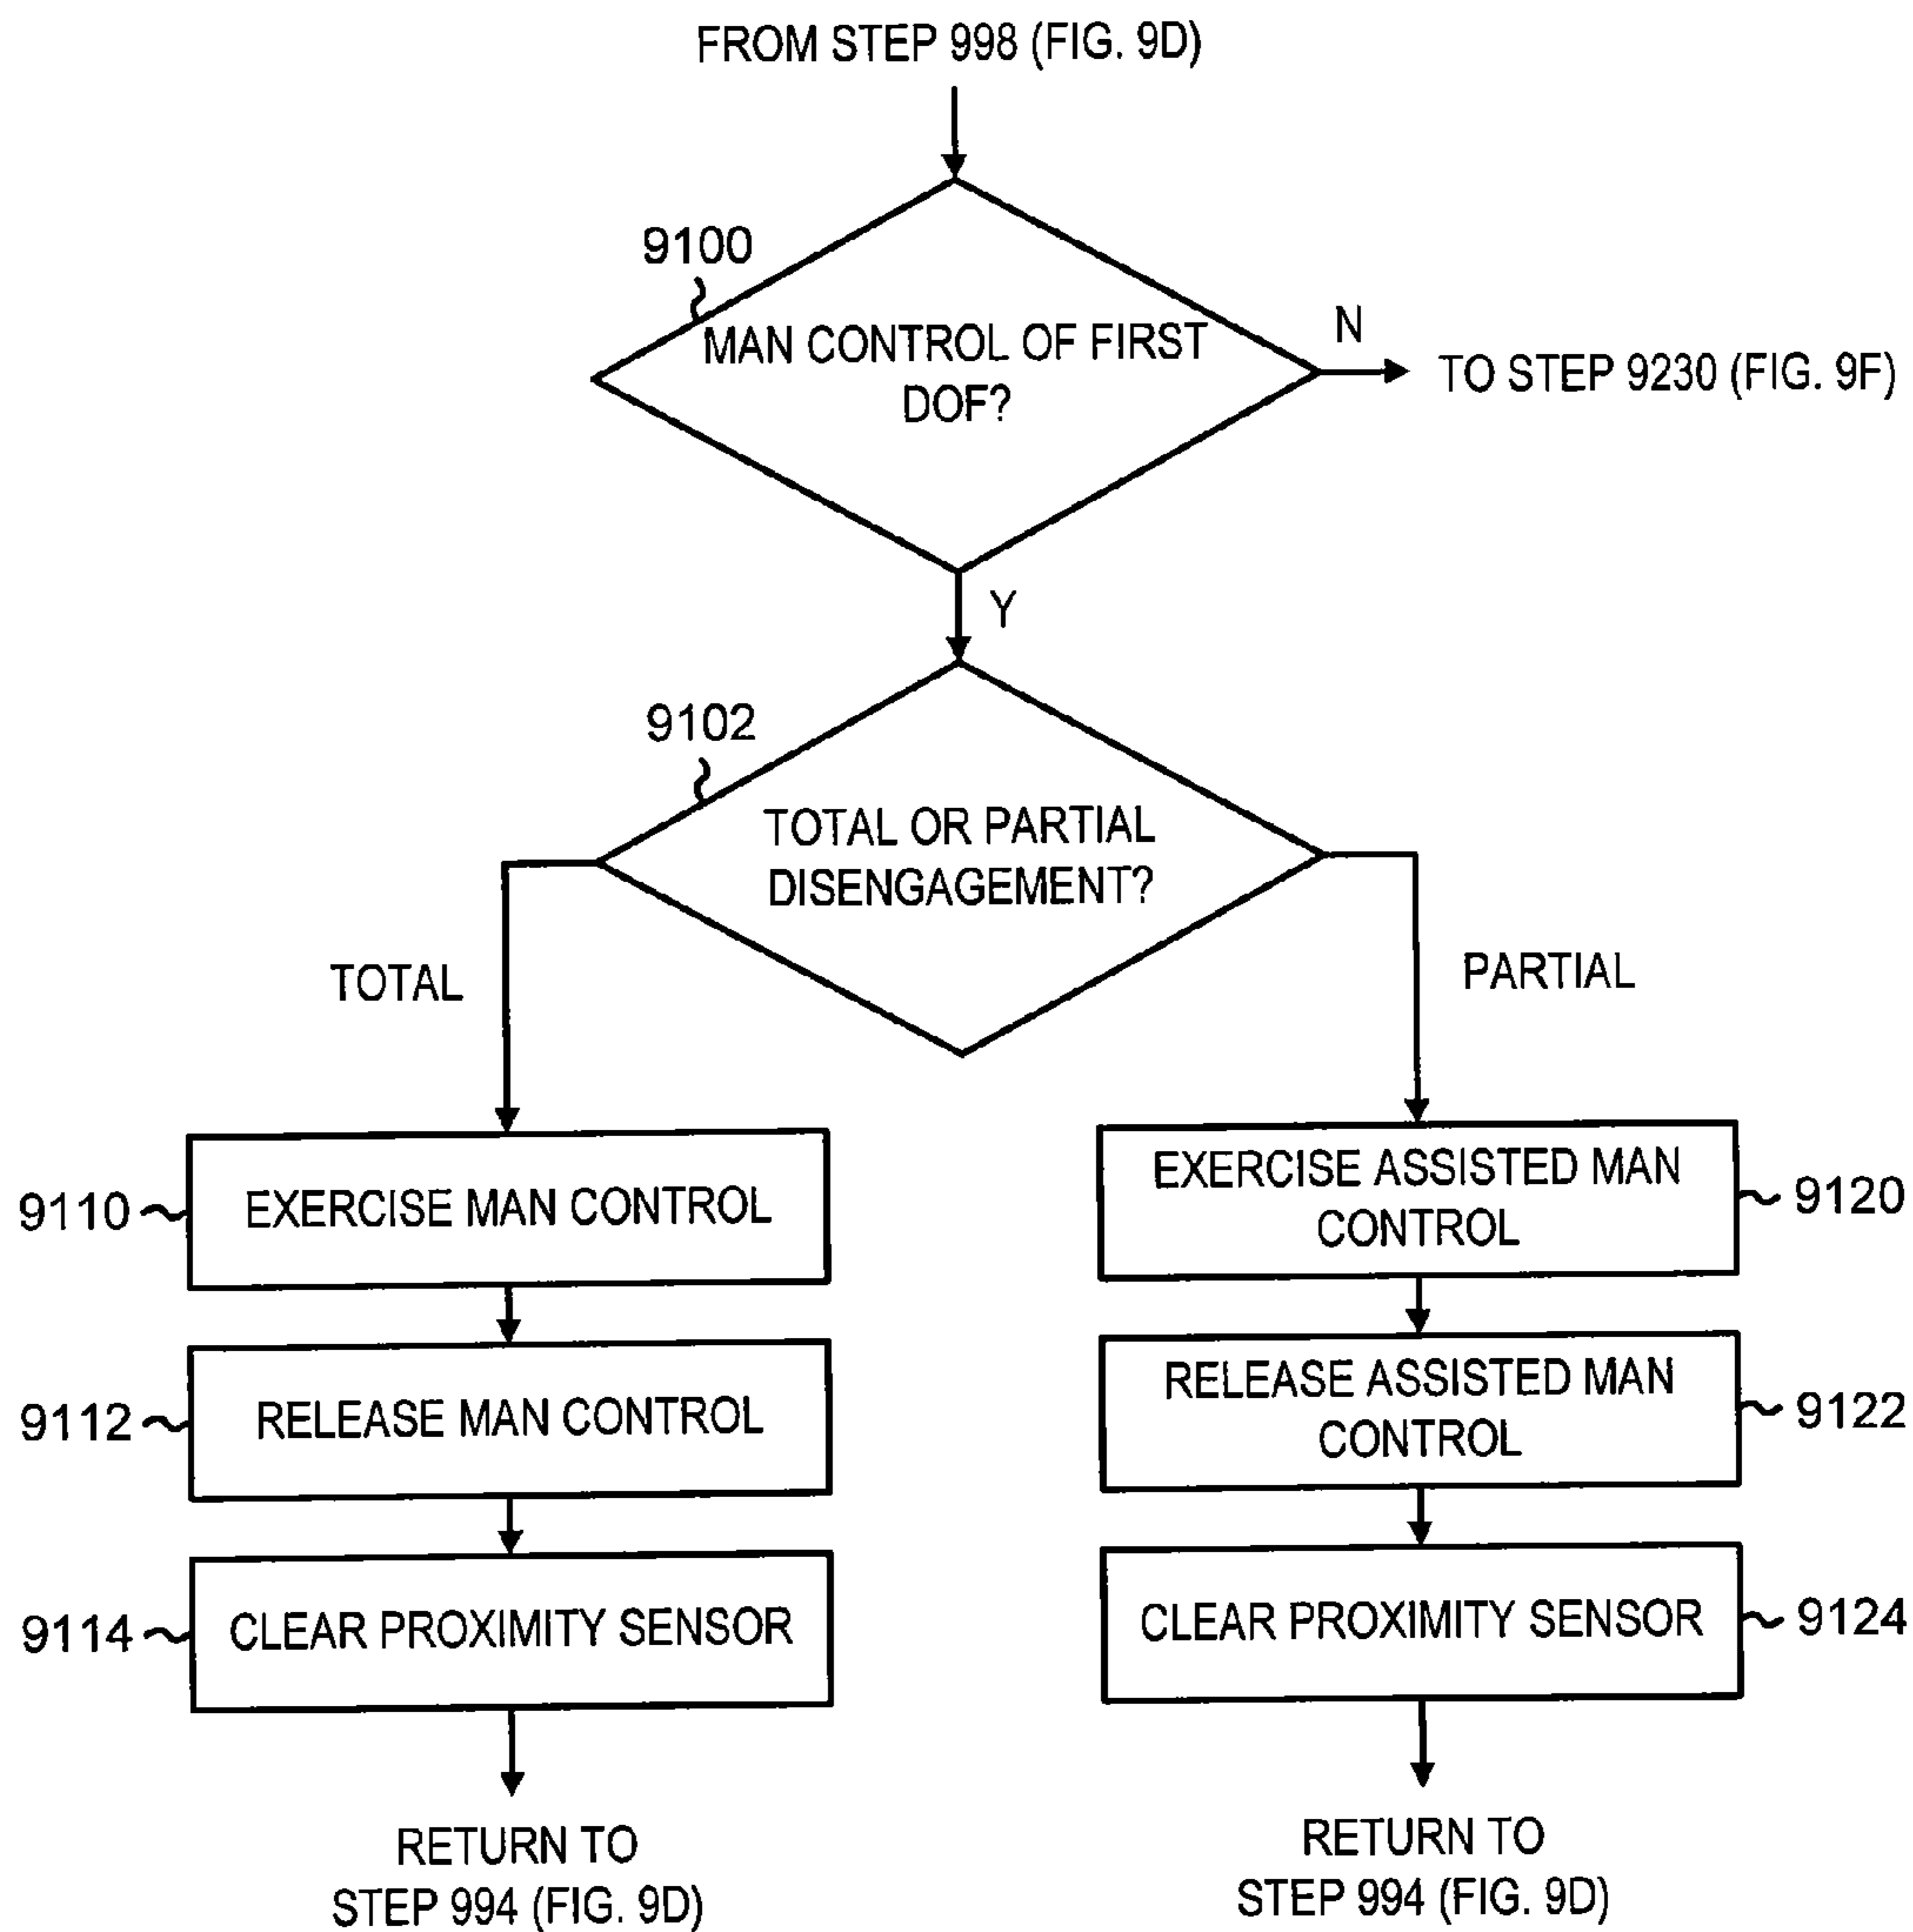 FROM STEP 998 (FIG. 9D)
9100
MAN CONTROL OF FIRST
DOF?
N
TO STEP 9230 (FIG. 9F)
Y
9102
TOTAL OR PARTIAL
DISENGAGEMENT?
TOTAL
PARTIAL
9110
EXERCISE MAN CONTROL
9112
RELEASE MAN CONTROL
9114
CLEAR PROXIMITY SENSOR
RETURN TO
STEP 994 (FIG. 9D)
EXERCISE ASSISTED MAN
CONTROL
9120
RELEASE ASSISTED MAN
CONTROL
9122
CLEAR PROXIMITY SENSOR
9124
RETURN TO
STEP 994 (FIG. 9D)